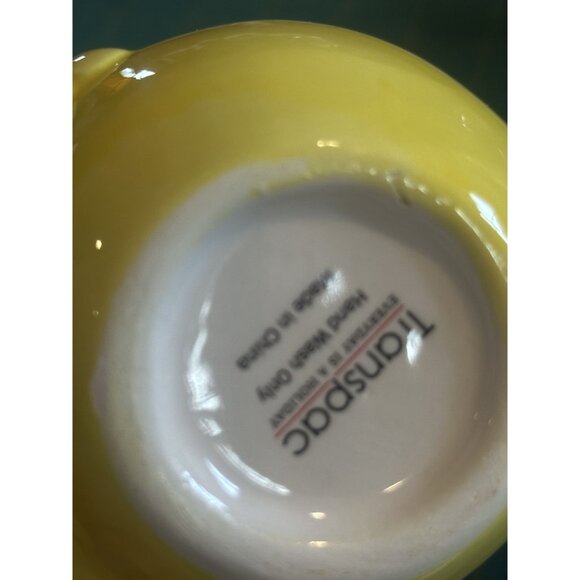 Transpac
EVERYDAY IS A HOLIDAY
Hand Wash Only
Made in China